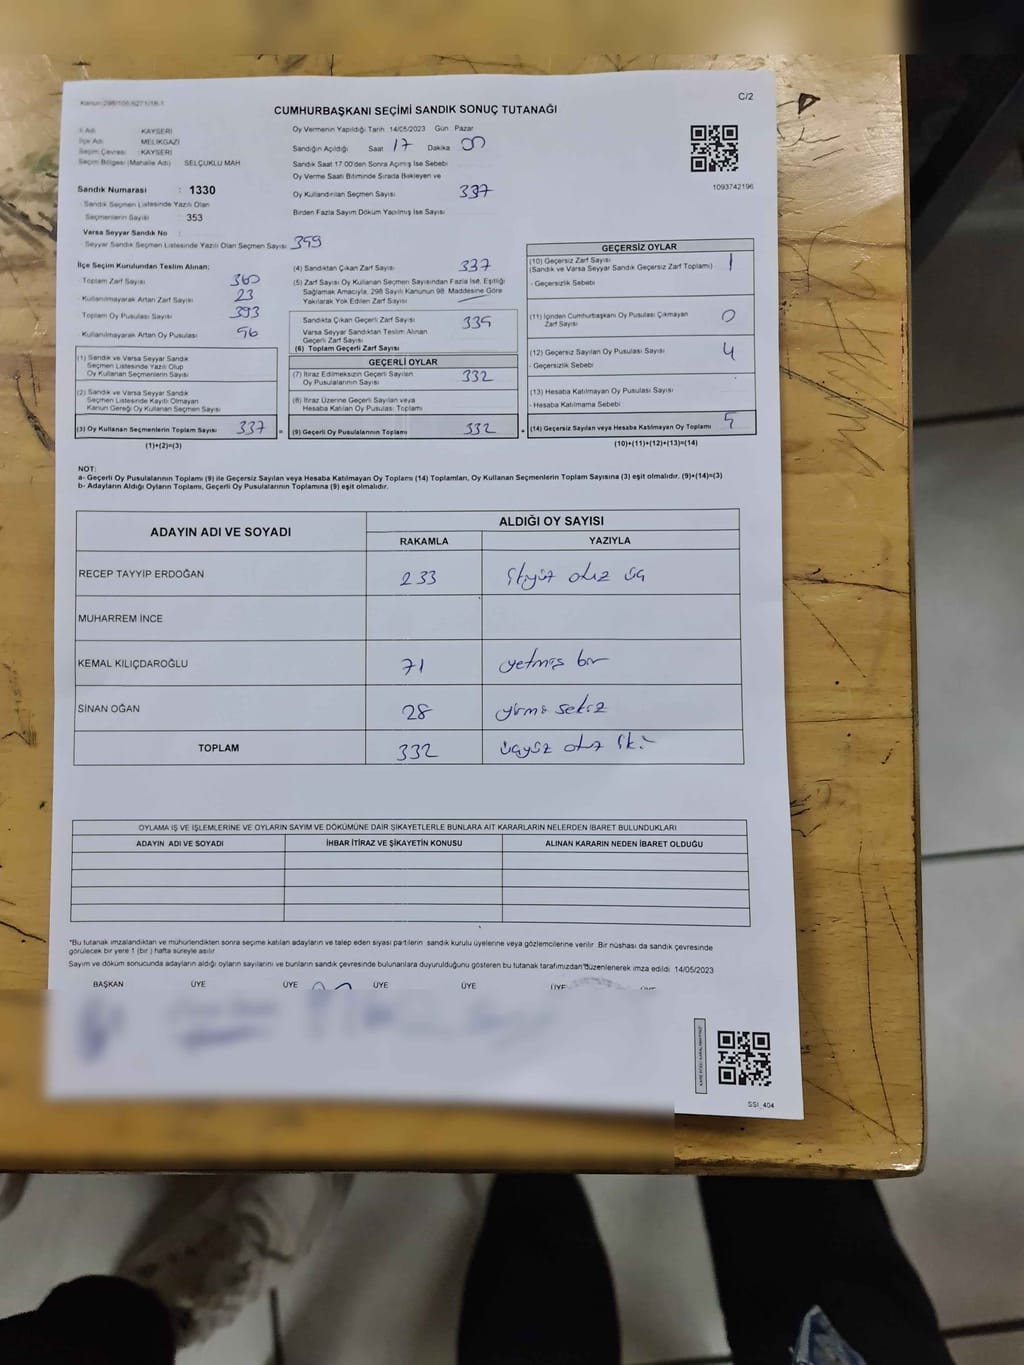 Kanun:298/105,6271/18-1
C/2
CUMHURBAŞKANI SEÇİMİ SANDIK SONUÇ TUTANAĞI
İl Adı : KAYSERİ
İlçe Adı : MELİKGAZİ
Seçim Çevresi : KAYSERİ
Seçim Bölgesi (Mahalle Adı) SELÇUKLU MAH
Sandık Numarası : 1330
Sandık Seçmen Listesinde Yazılı Olan
Seçmenlerin Sayısı : 353
Varsa Seyyar Sandık No :
Seyyar Sandık Seçmen Listesinde Yazılı Olan Seçmen Sayısı:
Oy Vermenin Yapıldığı Tarih 14/05/2023 Gün Pazar
Sandığın Açıldığı Saat 17 Dakika
Sandık Saat 17:00'den Sonra Açımış İse Sebebi
Oy Verme Saati Bitiminde Sırada Bekleyen ve
Oy Kullandırılan Seçmen Sayısı 337
Birden Fazla Sayım Döküm Yapılmış İse Sayısı
1093742196
İlçe Seçim Kurulundan Teslim Alınan:
Toplam Zarf Sayısı 360
Kullanılmayarak Artan Zarf Sayısı 23
Toplam Oy Pusulası Sayısı 393
Kullanılmayarak Artan Oy Pusulası 56
(1) Sandık ve Varsa Seyyar Sandık
Seçmen Listesinde Yazılı Olup
Oy Kullanan Seçmenlerin Sayısı
(2) Sandık ve Varsa Seyyar Sandık
Seçmen Listesinde Kayıtlı Olmayan
Kanun Gereği Oy Kullanan Seçmen Sayısı
(3) Oy Kullanan Seçmenlerin Toplam Sayısı 337 =
(1)+(2)=(3)
(4) Sandıktan Çıkan Zarf Sayısı 337
(5) Zarf Sayısı Oy Kullanan Seçmen Sayısından Fazla İse, Eşitliği
Sağlamak Amacıyla, 298 Sayılı Kanunun 98. Maddesine Göre
Yakılarak Yok Edilen Zarf Sayısı
Sandıkta Çıkan Geçerli Zarf Sayısı
Varsa Seyyar Sandıktan Teslim Alınan
Geçerli Zarf Sayısı
(6) Toplam Geçerli Zarf Sayısı
GEÇERLİ OYLAR
(7) İtiraz Edilmeksizin Geçerli Sayılan
Oy Pusulalarının Sayısı 332
(8) İtiraz Üzerine Geçerli Sayılan veya
Hesaba Katılan Oy Pusulası Toplamı
(9) Geçerli Oy Pusulalarının Toplamı 332 +
GEÇERSİZ OYLAR
(10) Geçersiz Zarf Sayısı 1
(Sandık ve Varsa Seyyar Sandık Geçersiz Zarf Toplamı)
- Geçersizlik Sebebi
(11) İçinden Cumhurbaşkanı Oy Pusulası Çıkmayan
Zarf Sayısı 0
(12) Geçersiz Sayılan Oy Pusulası Sayısı 4
- Geçersizlik Sebebi
(13) Hesaba Katılmayan Oy Pusulası Sayısı
- Hesaba Katılmama Sebebi
(14) Geçersiz Sayılan veya Hesaba Katılmayan Oy Toplamı 5
(10)+(11)+(12)+(13)=(14)
NOT:
a- Geçerli Oy Pusulalarının Toplamı (9) ile Geçersiz Sayılan veya Hesaba Katılmayan Oy Toplamı (14) Toplamları, Oy Kullanan Seçmenlerin Toplam Sayısına (3) eşit olmalıdır. (9)+(14)=(3)
b- Adayların Aldığı Oyların Toplamı, Geçerli Oy Pusulalarının Toplamına (9) eşit olmalıdır.
ADAYIN ADI VE SOYADI ALDIĞI OY SAYISI
RAKAMLA YAZIYLA
RECEP TAYYİP ERDOĞAN 233 İkiyüz otuz üç
MUHARREM İNCE
KEMAL KILIÇDAROĞLU 71 yetmiş bir
SİNAN OĞAN 28 yirmi sekiz
TOPLAM 332 üçyüz otuz iki
OYLAMA İŞ VE İŞLEMLERİNE VE OYLARIN SAYIM VE DÖKÜMÜNE DAİR ŞİKAYETLERLE BUNLARA AİT KARARLARIN NELERDEN İBARET BULUNDUKLARI
ADAYIN ADI VE SOYADI İHBAR İTİRAZ VE ŞİKAYETİN KONUSU ALINAN KARARIN NEDEN İBARET OLDUĞU
*Bu tutanak imzalandıktan ve mühürlendikten sonra seçime katılan adayların ve talep eden siyasi partilerin sandık kurulu üyelerine veya gözlemcilerine verilir. Bir nüshası da sandık çevresinde
görülecek bir yere 1 (bir) hafta süreyle asılır.
Sayım ve döküm sonucunda adayların aldığı oyların sayılarını ve bunların sandık çevresinde bulunanlara duyurulduğunu gösteren bu tutanak tarafımızdan düzenlenerek imza edildi. 14/05/2023
BAŞKAN ÜYE ÜYE ÜYE ÜYE ÜYE ÜYE
SSI_404